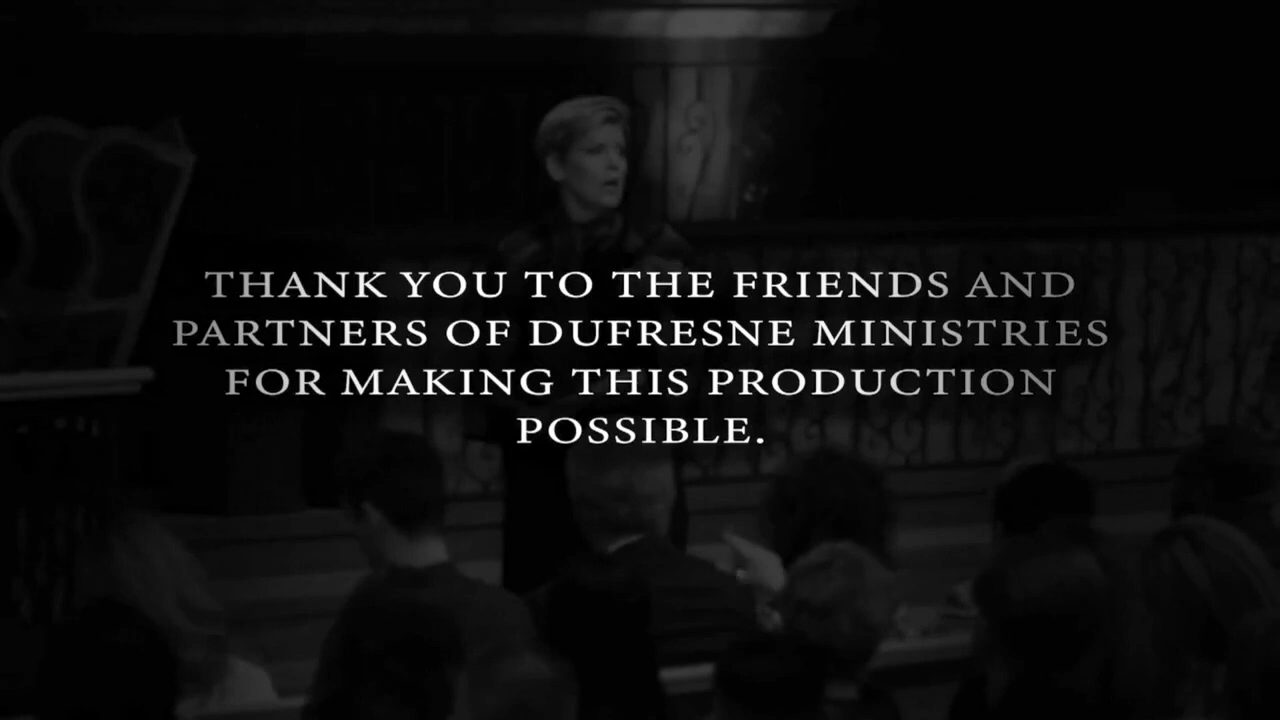 THANK YOU TO THE FRIENDS AND
PARTNERS OF DUFRESNE MINISTRIES
FOR MAKING THIS PRODUCTION
POSSIBLE.